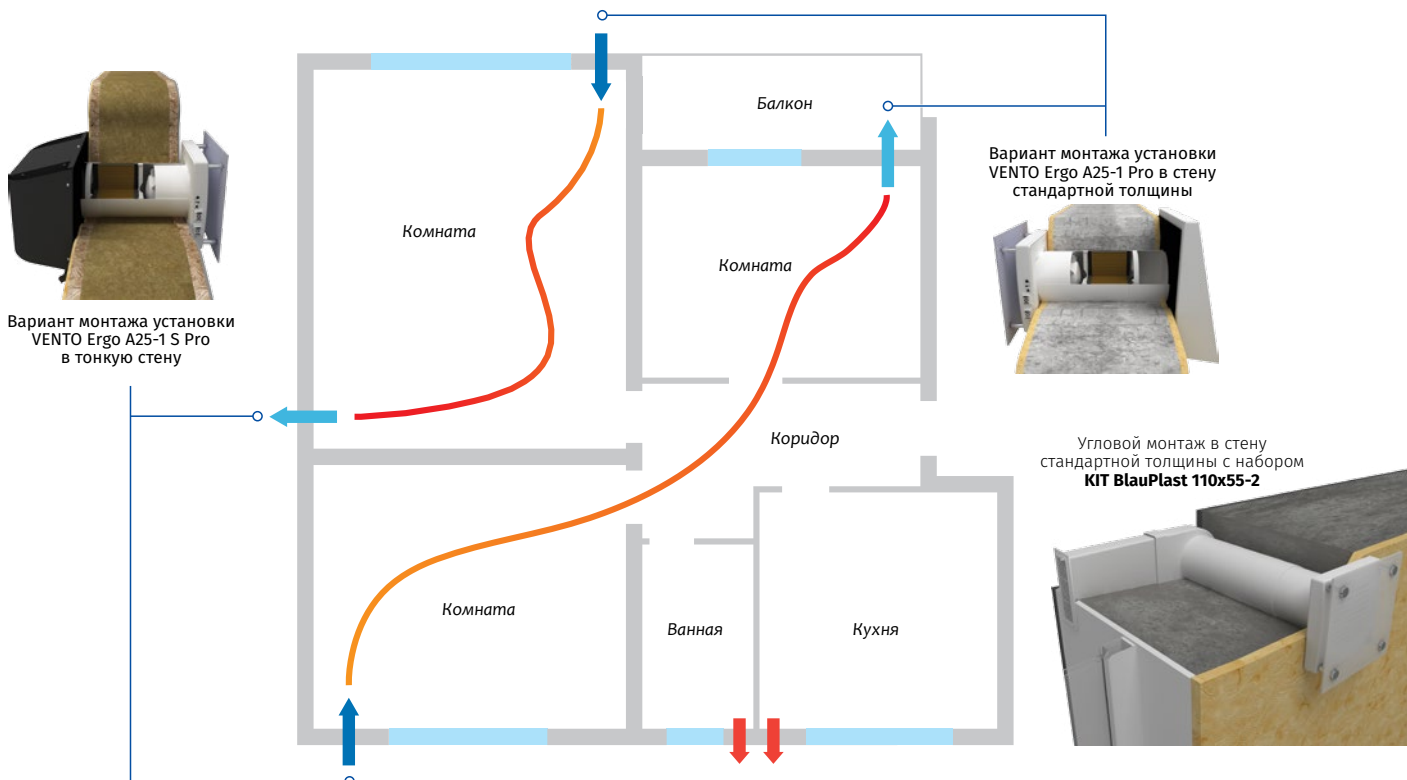 Балкон
Вариант монтажа установки
VENTO Ergo A25-1 Pro в стену
стандартной толщины
Комната
Комната
Вариант монтажа установки
VENTO Ergo A25-1 S Pro
в тонкую стену
Коридор
Угловой монтаж в стену
стандартной толщины с набором
KIT BlauPlast 110x55-2
Комната
Ванная
Кухня